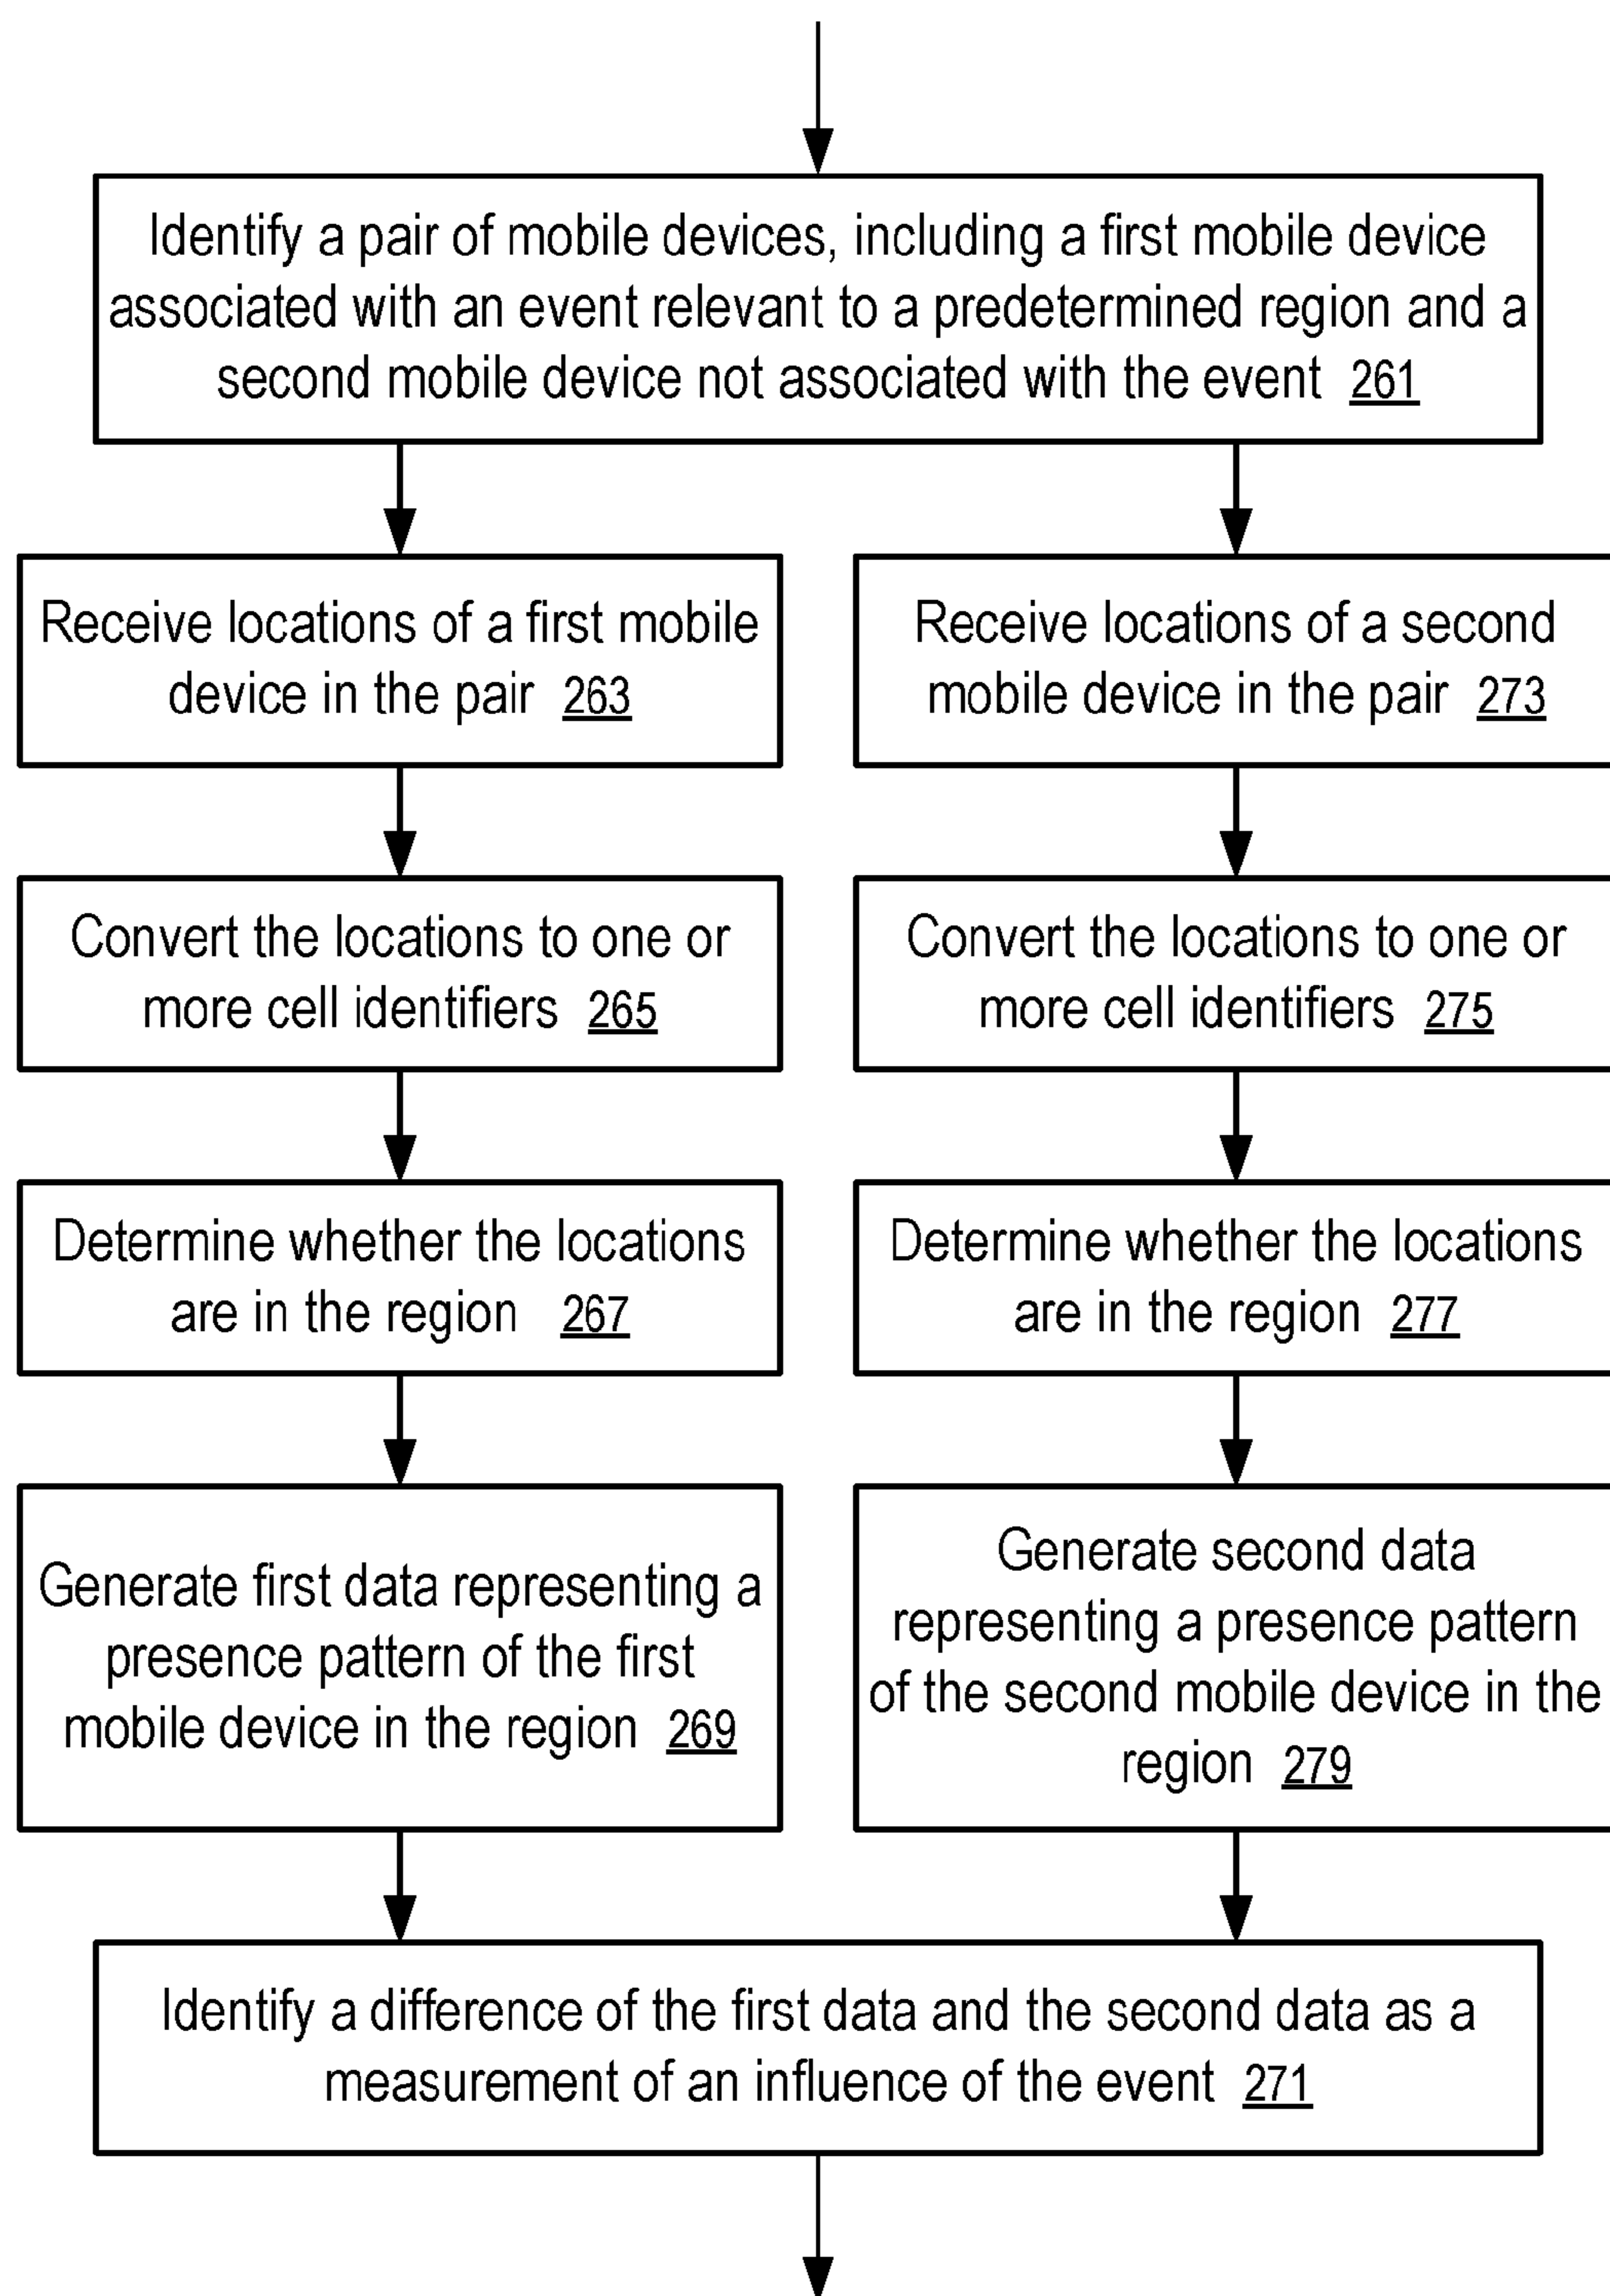 Identify a pair of mobile devices, including a first mobile device
associated with an event relevant to a predetermined region and a
second mobile device not associated with the event 261
Receive locations of a first mobile
device in the pair 263
Receive locations of a second
mobile device in the pair 273
Convert the locations to one or
more cell identifiers 265
Convert the locations to one or
more cell identifiers 275
Determine whether the locations
are in the region 267
Determine whether the locations
are in the region 277
Generate first data representing a
presence pattern of the first
mobile device in the region 269
Generate second data
representing a presence pattern
of the second mobile device in the
region 279
Identify a difference of the first data and the second data as a
measurement of an influence of the event 271